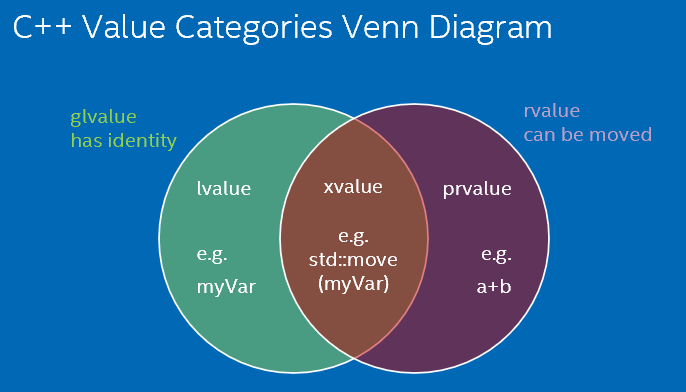 C++ Value Categories Venn Diagram
glvalue
has identity
rvalue
can be moved
lvalue
e.g.
myVar
xvalue
e.g.
std::move
(myVar)
prvalue
e.g.
a+b